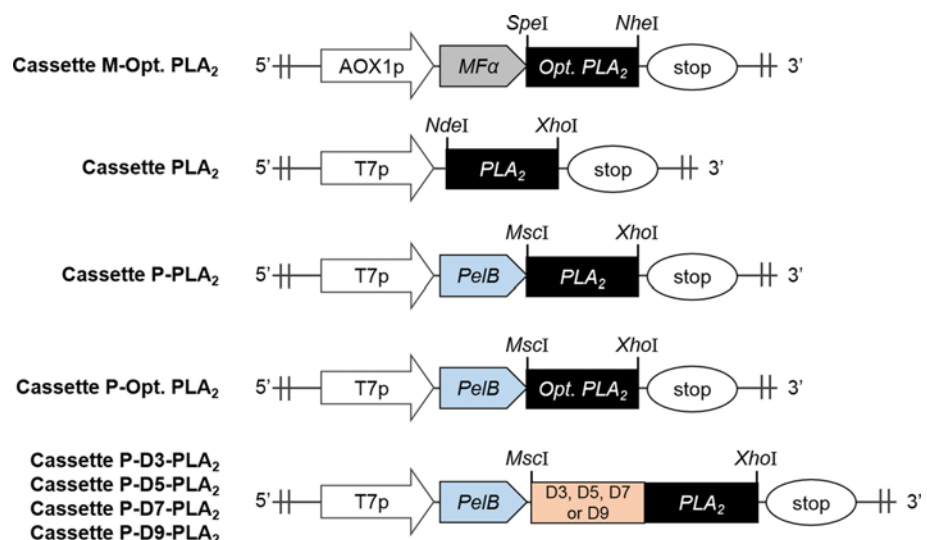 SpeI NheI
Cassette M-Opt. PLA₂ 5' AOX1p MFα Opt. PLA₂ stop 3'
NdeI XhoI
Cassette PLA₂ 5' T7p PLA₂ stop 3'
MscI XhoI
Cassette P-PLA₂ 5' T7p PelB PLA₂ stop 3'
MscI XhoI
Cassette P-Opt. PLA₂ 5' T7p PelB Opt. PLA₂ stop 3'
Cassette P-D3-PLA₂
Cassette P-D5-PLA₂
Cassette P-D7-PLA₂
Cassette P-D9-PLA₂
MscI XhoI
5' T7p PelB D3, D5, D7 PLA₂ stop 3'
or D9